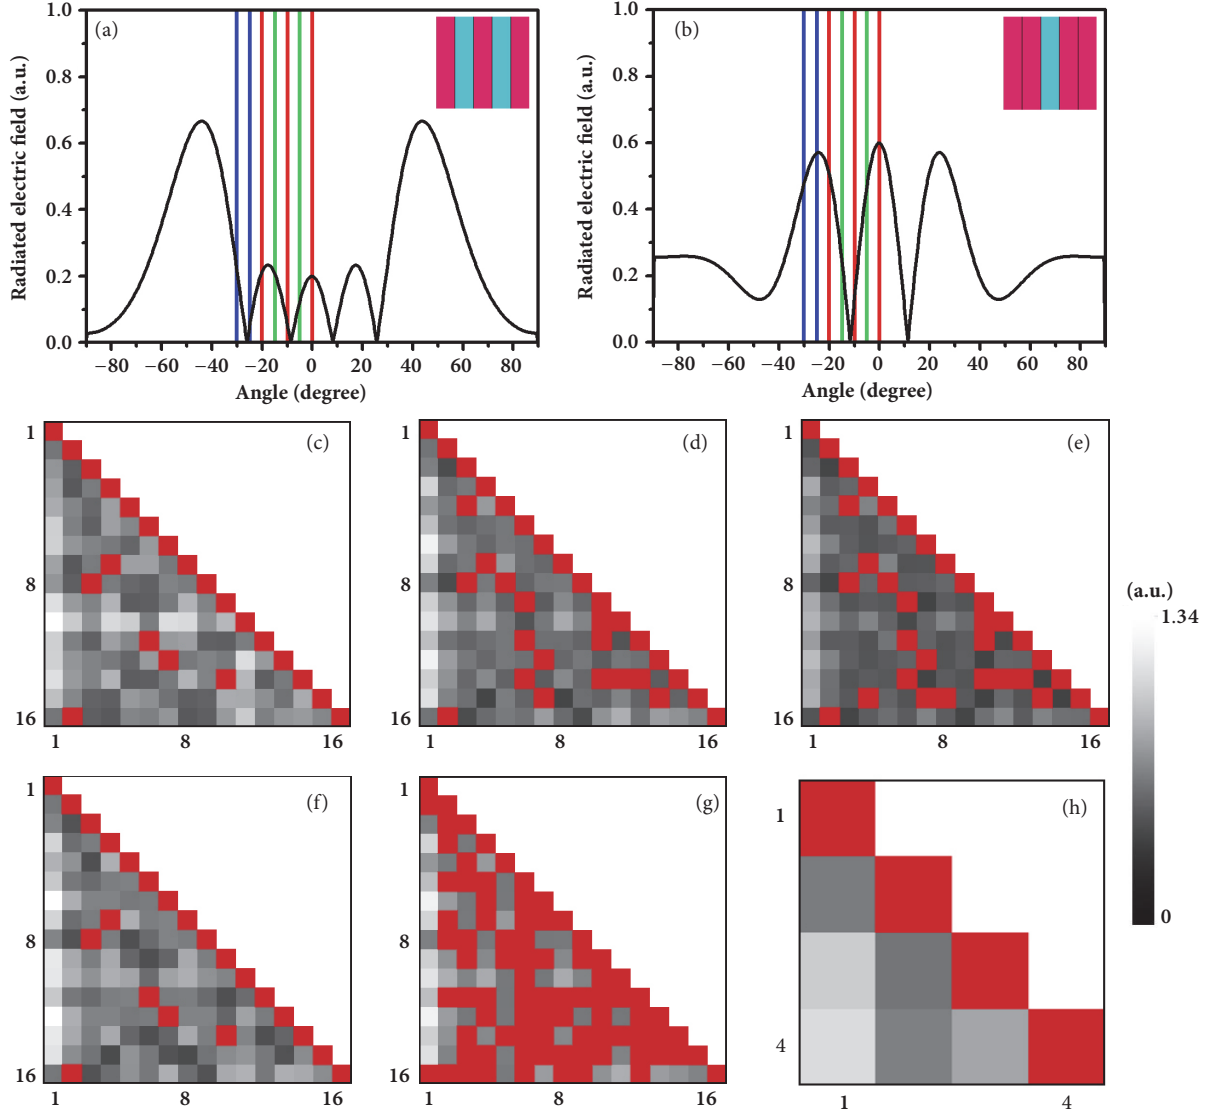 (a)
1.0
0.8
0.6
0.4
0.2
0.0
Radiated electric field (a.u.)
−80 −60 −40 −20 0 20 40 60 80
Angle (degree)
(b)
1.0
0.8
0.6
0.4
0.2
0.0
Radiated electric field (a.u.)
−80 −60 −40 −20 0 20 40 60 80
Angle (degree)
(c)
1
8
16
1 8 16
(d)
1
8
16
1 8 16
(e)
1
8
16
1 8 16
(a.u.)
1.34
0
(f)
1
8
16
1 8 16
(g)
1
8
16
1 8 16
(h)
1
4
1 4